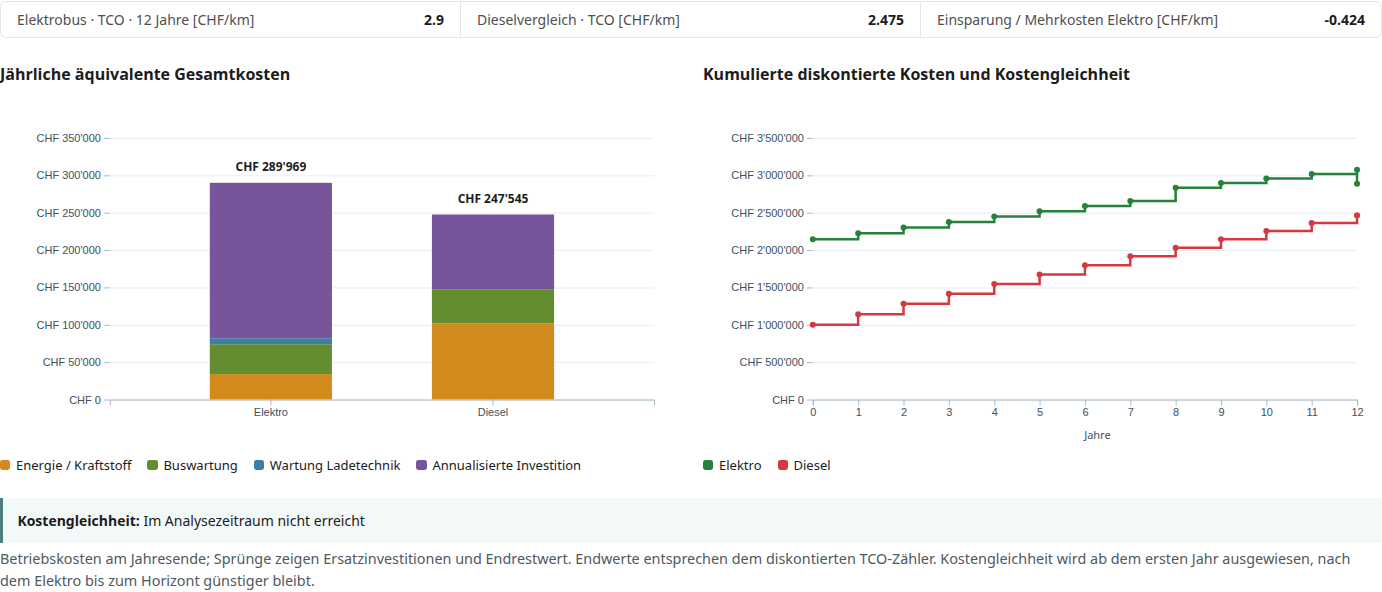 Elektrobus · TCO · 12 Jahre [CHF/km] 2.9 Dieselvergleich · TCO [CHF/km] 2.475 Einsparung / Mehrkosten Elektro [CHF/km] -0.424
Jährliche äquivalente Gesamtkosten
CHF 350'000
CHF 300'000
CHF 250'000
CHF 200'000
CHF 150'000
CHF 100'000
CHF 50'000
CHF 0
CHF 289'969
CHF 247'545
Elektro Diesel
Energie / Kraftstoff Buswartung Wartung Ladetechnik Annualisierte Investition
Kumulierte diskontierte Kosten und Kostengleichheit
CHF 3'500'000
CHF 3'000'000
CHF 2'500'000
CHF 2'000'000
CHF 1'500'000
CHF 1'000'000
CHF 500'000
CHF 0
0 1 2 3 4 5 6 7 8 9 10 11 12
Jahre
Elektro Diesel
Kostengleichheit: Im Analysezeitraum nicht erreicht
Betriebskosten am Jahresende; Sprünge zeigen Ersatzinvestitionen und Endrestwert. Endwerte entsprechen dem diskontierten TCO-Zähler. Kostengleichheit wird ab dem ersten Jahr ausgewiesen, nach
dem Elektro bis zum Horizont günstiger bleibt.